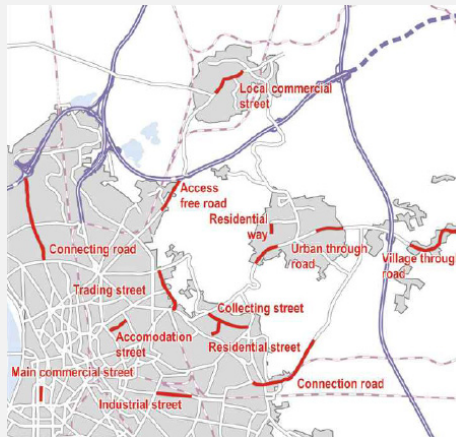 Local commercial
street
Access
free road
Residential
way
Urban through
road
Village through
road
Connecting road
Trading street
Collecting street
Accomodation
street
Residential street
Main commercial street
Connection road
Industrial street